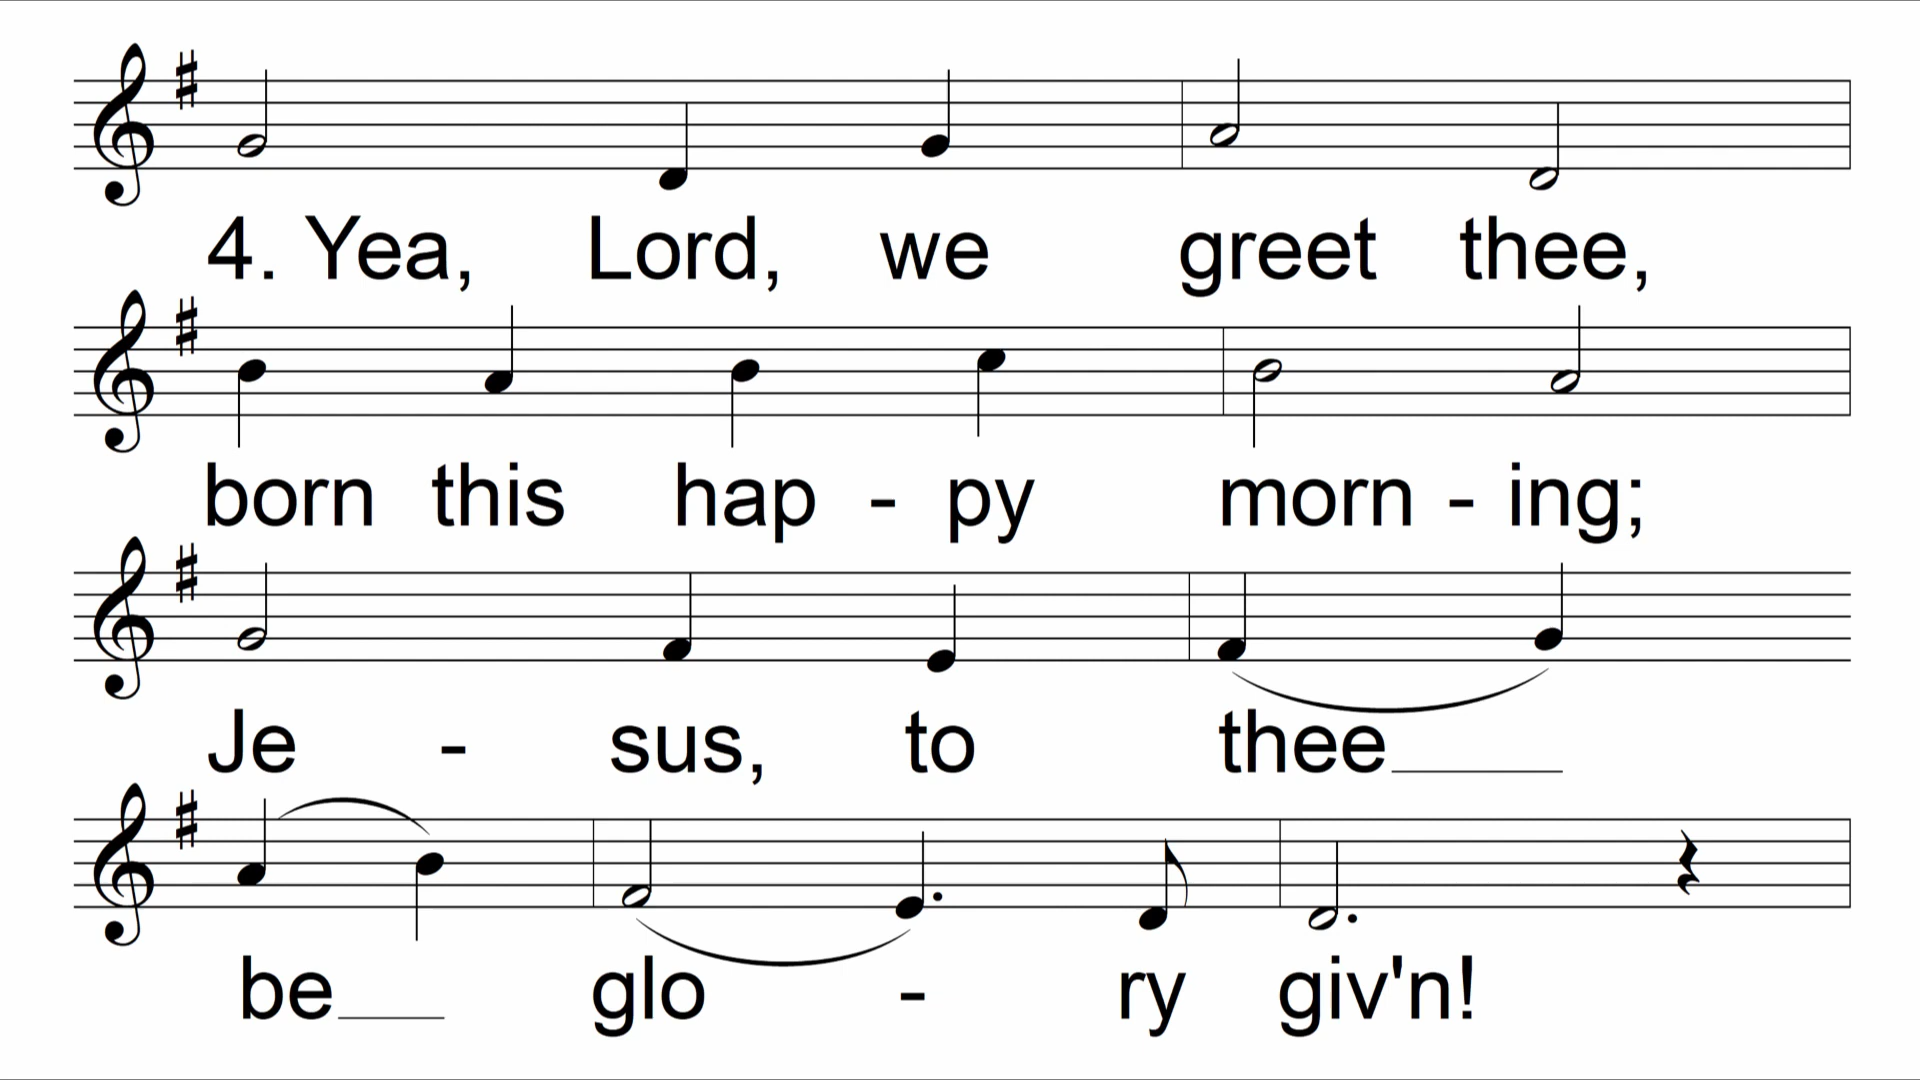 4. Yea, Lord, we greet thee,
born this hap - py morn - ing;
Je - sus, to thee
be glo - ry giv'n!